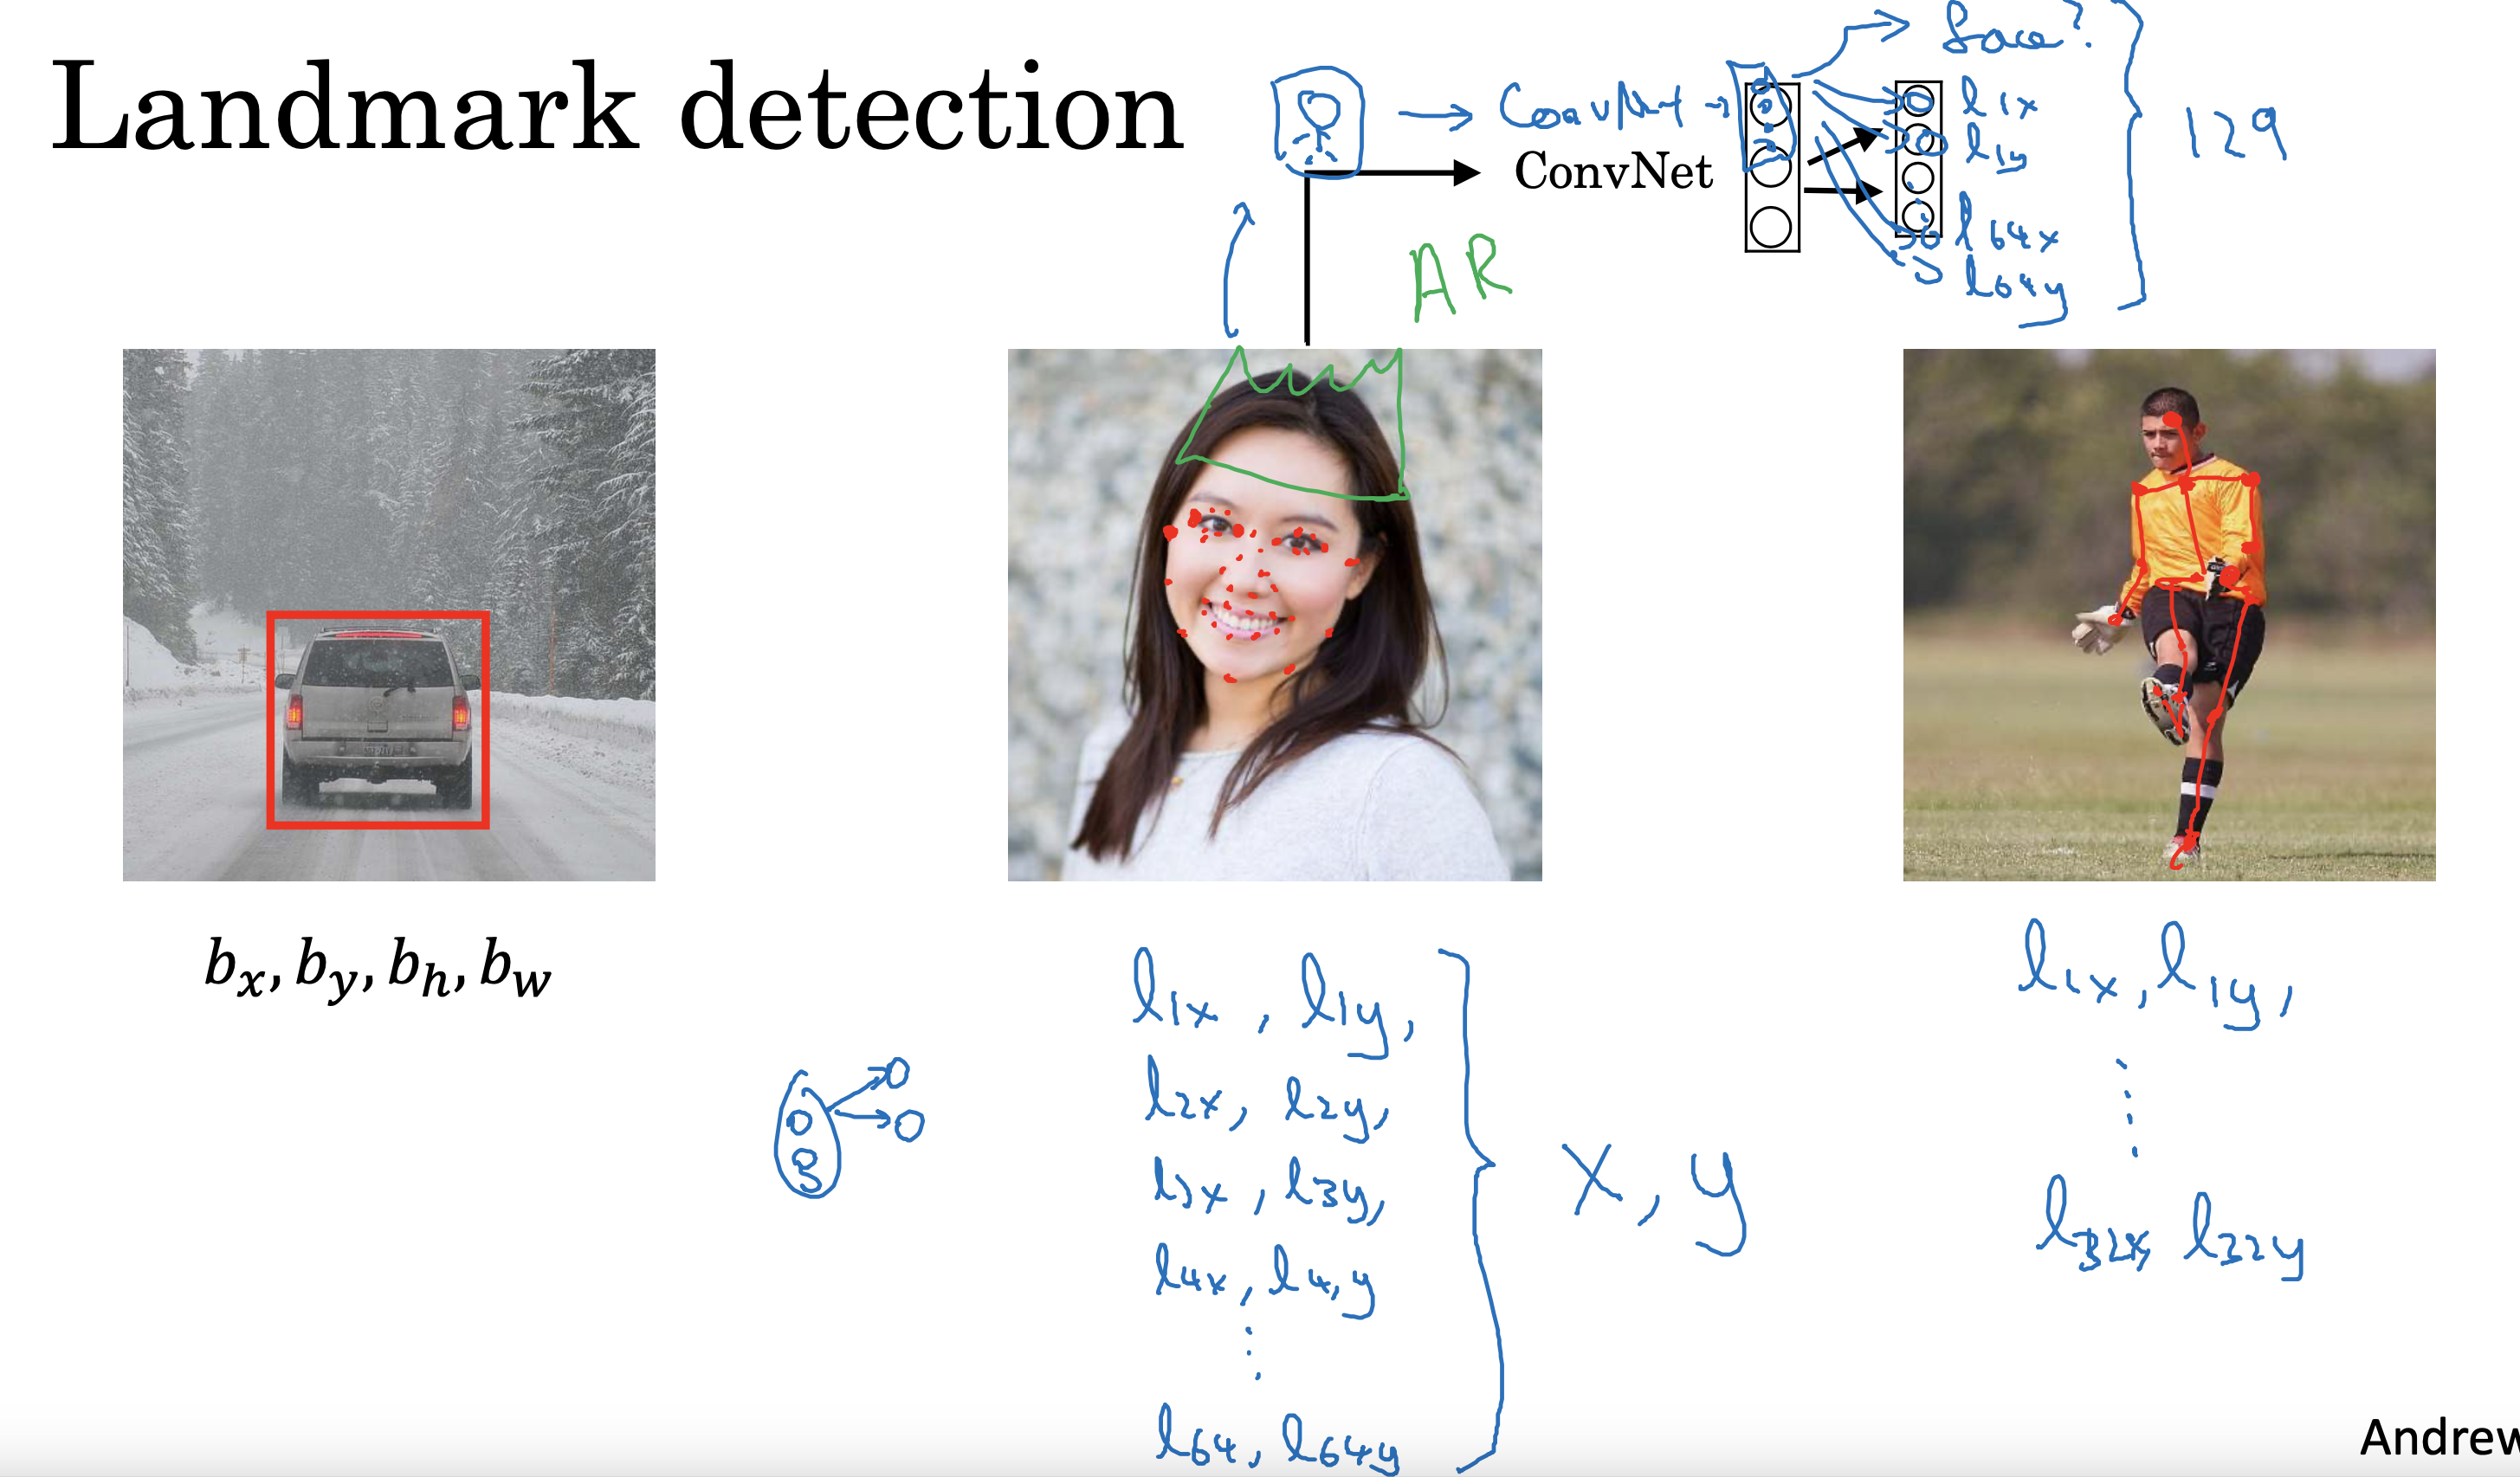 Landmark detection
ConvNet →
ConvNet
face?
l1x
l1y
l64x
l64y
129
AR
bx, by, bh, bw
l1x, l1y,
l2x, l2y,
l3x, l3y,
l4x, l4,y
l64, l64y
x, y
l1x, l1y,
l32x, l32y
Andrew